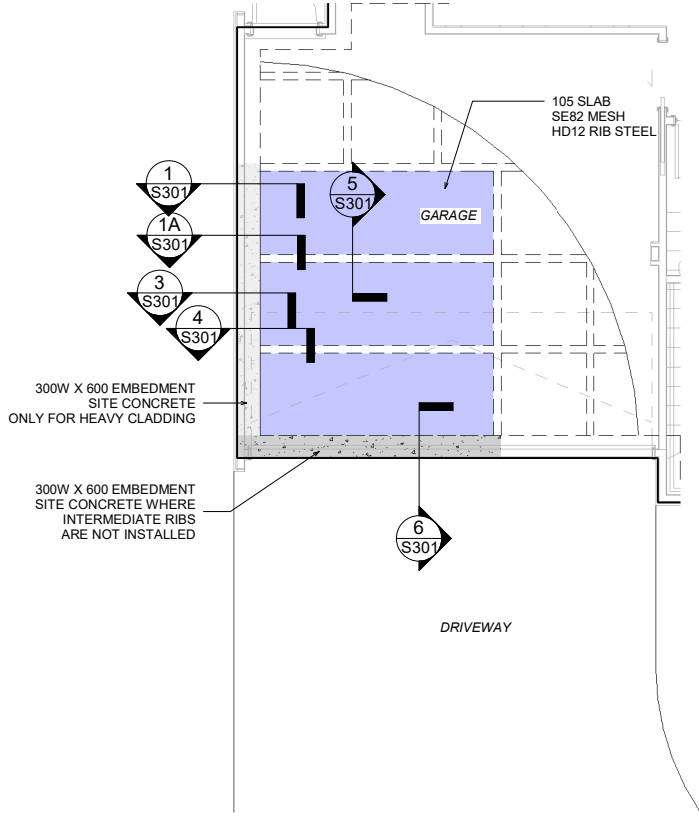 105 SLAB
SE82 MESH
HD12 RIB STEEL
1
S301
5
S301
GARAGE
1A
S301
3
S301
4
S301
300W X 600 EMBEDMENT
SITE CONCRETE
ONLY FOR HEAVY CLADDING
300W X 600 EMBEDMENT
SITE CONCRETE WHERE
INTERMEDIATE RIBS
ARE NOT INSTALLED
6
S301
DRIVEWAY